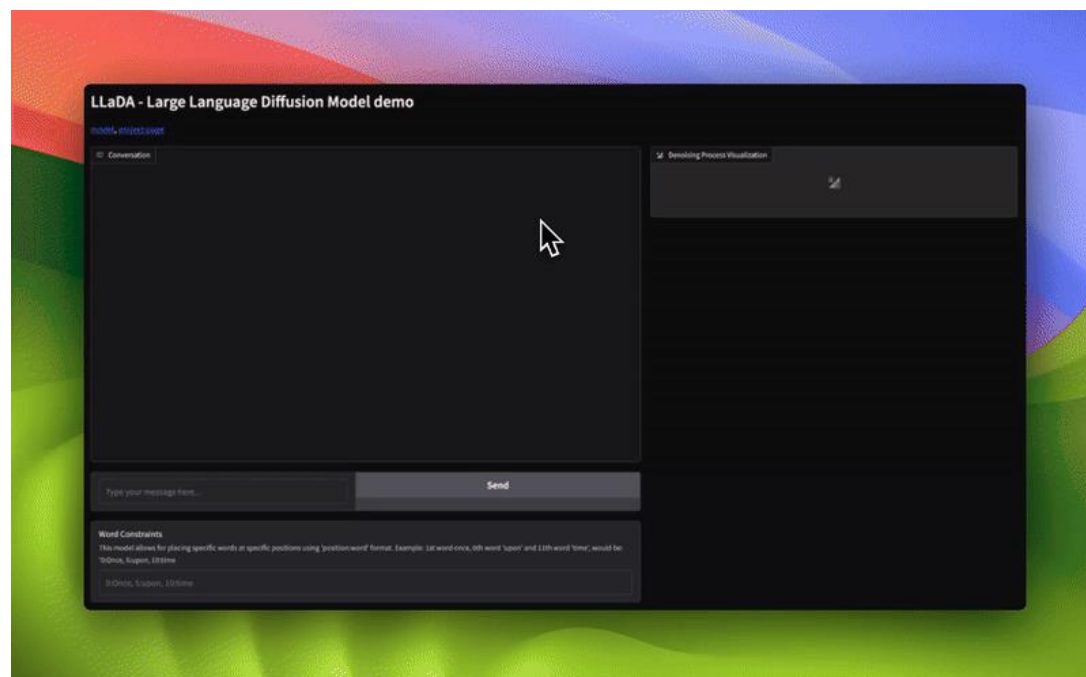 LLaDA - Large Language Diffusion Model demo
model, project page
Conversation
Denoising Process Visualization
Type your message here...
Send
Word Constraints
This model allows for placing specific words at specific positions using 'position:word' format. Example: 1st word once, 6th word 'upon' and 11th word 'time', would be:
'0:Once, 5:upon, 10:time
0:Once, 5:upon, 10:time